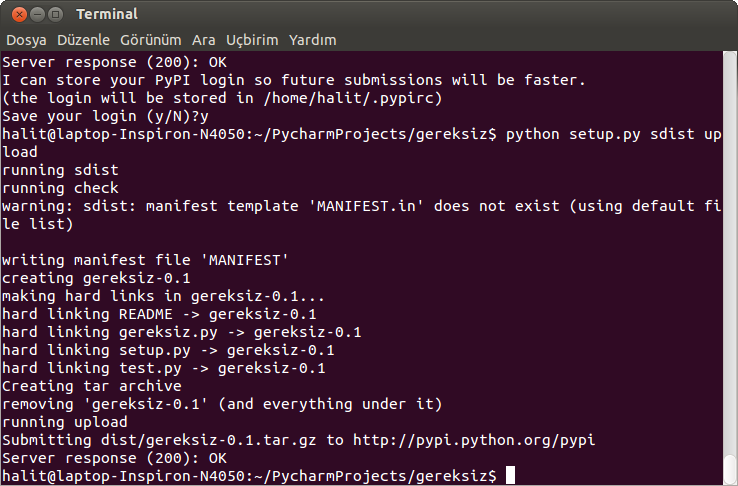 Terminal
Dosya Düzenle Görünüm Ara Uçbirim Yardım
Server response (200): OK
I can store your PyPI login so future submissions will be faster.
(the login will be stored in /home/halit/.pypirc)
Save your login (y/N)?y
halit@laptop-Inspiron-N4050:~/PycharmProjects/gereksiz$ python setup.py sdist up
load
running sdist
running check
warning: sdist: manifest template 'MANIFEST.in' does not exist (using default fi
le list)
writing manifest file 'MANIFEST'
creating gereksiz-0.1
making hard links in gereksiz-0.1...
hard linking README -> gereksiz-0.1
hard linking gereksiz.py -> gereksiz-0.1
hard linking setup.py -> gereksiz-0.1
hard linking test.py -> gereksiz-0.1
Creating tar archive
removing 'gereksiz-0.1' (and everything under it)
running upload
Submitting dist/gereksiz-0.1.tar.gz to http://pypi.python.org/pypi
Server response (200): OK
halit@laptop-Inspiron-N4050:~/PycharmProjects/gereksiz$